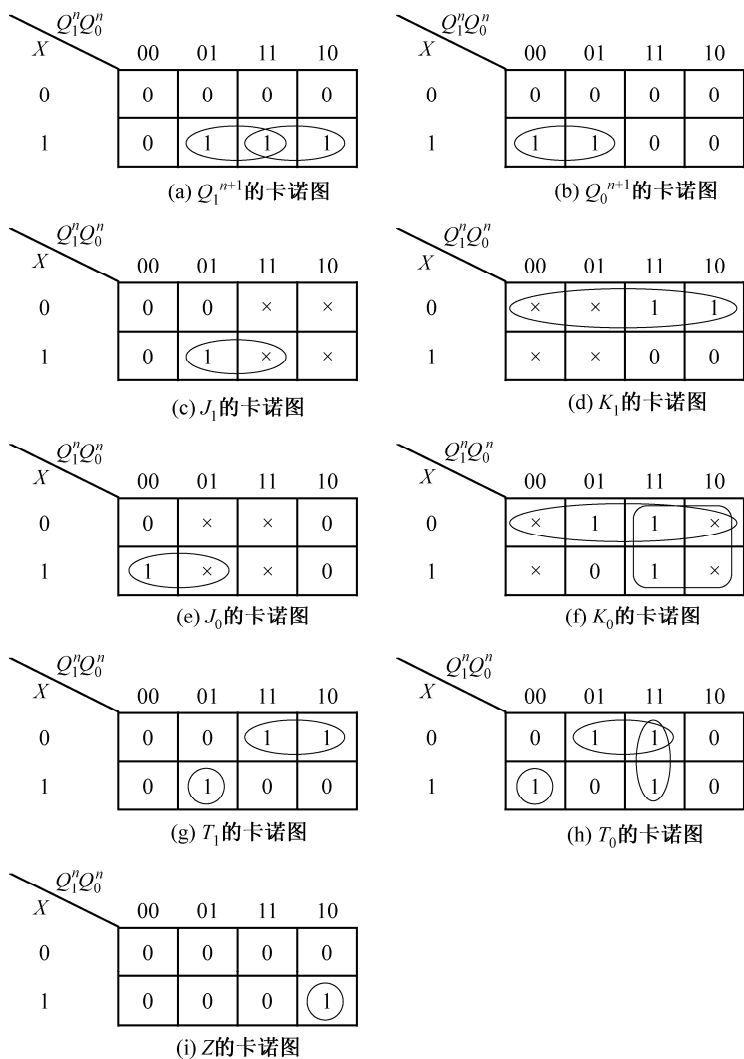 Q₁ⁿQ₀ⁿ
X 00 01 11 10
0 0 0 0 0
1 0 1 1 1
(a) Q₁ⁿ⁺¹的卡诺图
Q₁ⁿQ₀ⁿ
X 00 01 11 10
0 0 0 0 0
1 1 1 0 0
(b) Q₀ⁿ⁺¹的卡诺图
Q₁ⁿQ₀ⁿ
X 00 01 11 10
0 0 0 × ×
1 0 1 × ×
(c) J₁的卡诺图
Q₁ⁿQ₀ⁿ
X 00 01 11 10
0 × × 1 1
1 × × 0 0
(d) K₁的卡诺图
Q₁ⁿQ₀ⁿ
X 00 01 11 10
0 0 × × 0
1 1 × × 0
(e) J₀的卡诺图
Q₁ⁿQ₀ⁿ
X 00 01 11 10
0 × 1 1 ×
1 × 0 1 ×
(f) K₀的卡诺图
Q₁ⁿQ₀ⁿ
X 00 01 11 10
0 0 0 1 1
1 0 1 0 0
(g) T₁的卡诺图
Q₁ⁿQ₀ⁿ
X 00 01 11 10
0 0 1 1 0
1 1 0 1 0
(h) T₀的卡诺图
Q₁ⁿQ₀ⁿ
X 00 01 11 10
0 0 0 0 0
1 0 0 0 1
(i) Z的卡诺图